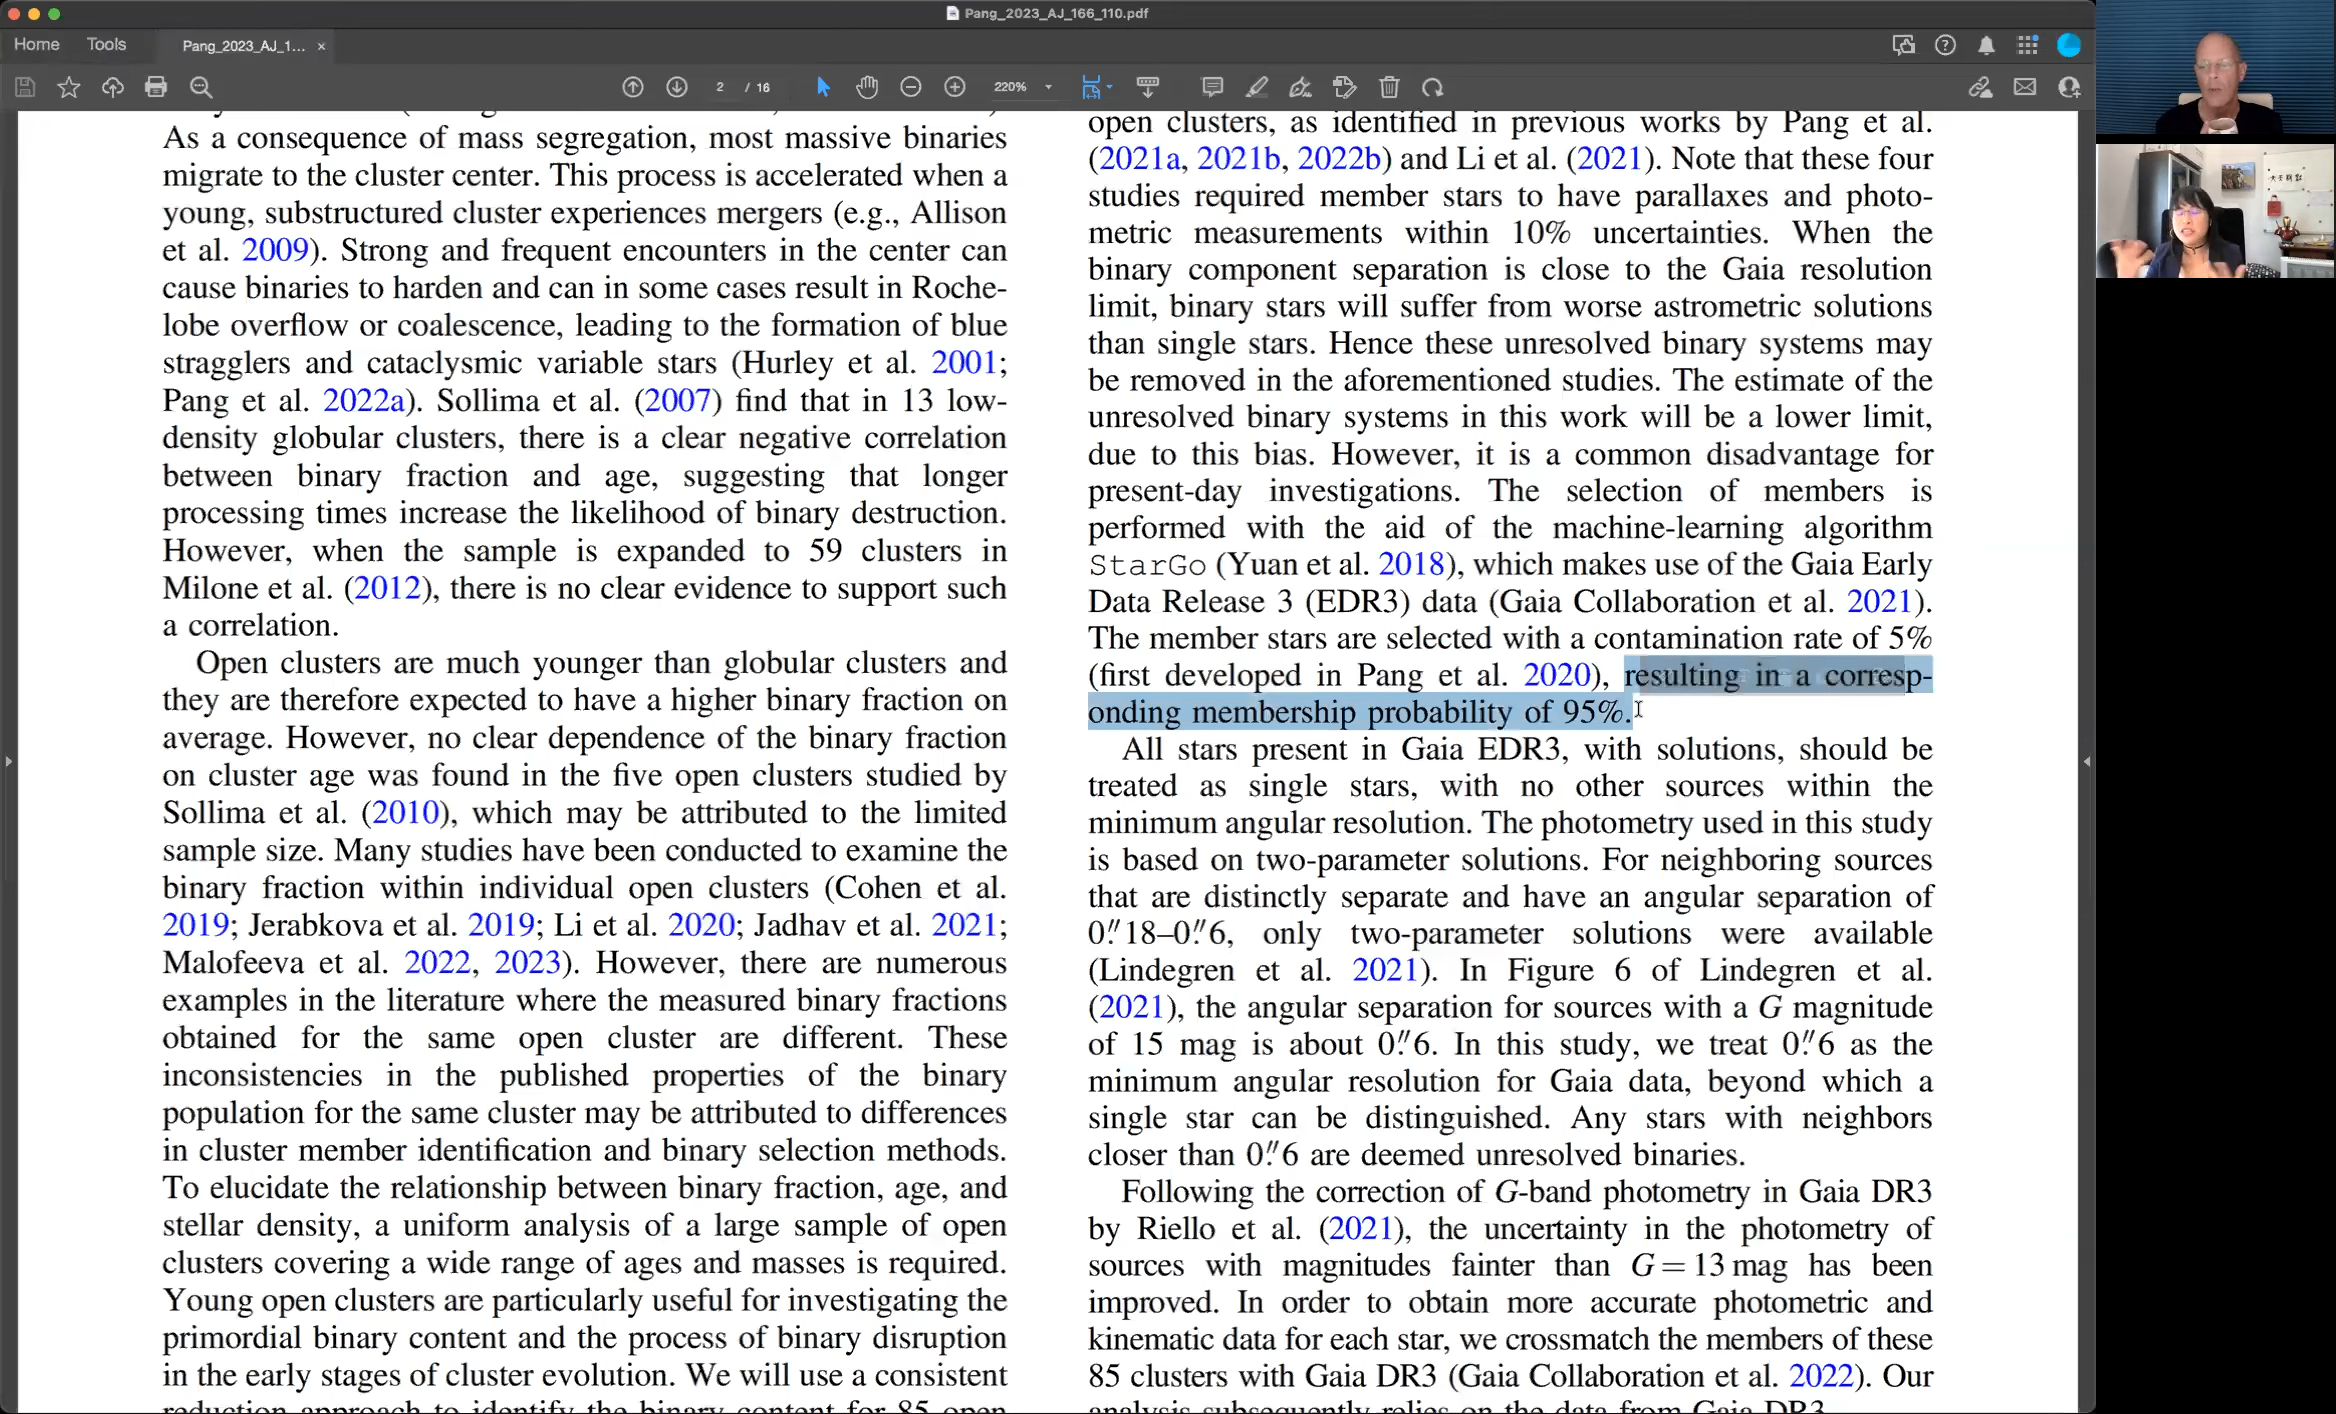 Pang_2023_AJ_166_110.pdf
Home
Tools
Pang_2023_AJ_1... ×
2 / 16
220%
As a consequence of mass segregation, most massive binaries
migrate to the cluster center. This process is accelerated when a
young, substructured cluster experiences mergers (e.g., Allison
et al. 2009). Strong and frequent encounters in the center can
cause binaries to harden and can in some cases result in Roche-
lobe overflow or coalescence, leading to the formation of blue
stragglers and cataclysmic variable stars (Hurley et al. 2001;
Pang et al. 2022a). Sollima et al. (2007) find that in 13 low-
density globular clusters, there is a clear negative correlation
between binary fraction and age, suggesting that longer
processing times increase the likelihood of binary destruction.
However, when the sample is expanded to 59 clusters in
Milone et al. (2012), there is no clear evidence to support such
a correlation.
Open clusters are much younger than globular clusters and
they are therefore expected to have a higher binary fraction on
average. However, no clear dependence of the binary fraction
on cluster age was found in the five open clusters studied by
Sollima et al. (2010), which may be attributed to the limited
sample size. Many studies have been conducted to examine the
binary fraction within individual open clusters (Cohen et al.
2019; Jerabkova et al. 2019; Li et al. 2020; Jadhav et al. 2021;
Malofeeva et al. 2022, 2023). However, there are numerous
examples in the literature where the measured binary fractions
obtained for the same open cluster are different. These
inconsistencies in the published properties of the binary
population for the same cluster may be attributed to differences
in cluster member identification and binary selection methods.
To elucidate the relationship between binary fraction, age, and
stellar density, a uniform analysis of a large sample of open
clusters covering a wide range of ages and masses is required.
Young open clusters are particularly useful for investigating the
primordial binary content and the process of binary disruption
in the early stages of cluster evolution. We will use a consistent
reduction approach to identify the binary content for 85 open
open clusters, as identified in previous works by Pang et al.
(2021a, 2021b, 2022b) and Li et al. (2021). Note that these four
studies required member stars to have parallaxes and photo-
metric measurements within 10% uncertainties. When the
binary component separation is close to the Gaia resolution
limit, binary stars will suffer from worse astrometric solutions
than single stars. Hence these unresolved binary systems may
be removed in the aforementioned studies. The estimate of the
unresolved binary systems in this work will be a lower limit,
due to this bias. However, it is a common disadvantage for
present-day investigations. The selection of members is
performed with the aid of the machine-learning algorithm
StarGo (Yuan et al. 2018), which makes use of the Gaia Early
Data Release 3 (EDR3) data (Gaia Collaboration et al. 2021).
The member stars are selected with a contamination rate of 5%
(first developed in Pang et al. 2020), resulting in a corresp-
onding membership probability of 95%.
All stars present in Gaia EDR3, with solutions, should be
treated as single stars, with no other sources within the
minimum angular resolution. The photometry used in this study
is based on two-parameter solutions. For neighboring sources
that are distinctly separate and have an angular separation of
0.″18–0.″6, only two-parameter solutions were available
(Lindegren et al. 2021). In Figure 6 of Lindegren et al.
(2021), the angular separation for sources with a G magnitude
of 15 mag is about 0.″6. In this study, we treat 0.″6 as the
minimum angular resolution for Gaia data, beyond which a
single star can be distinguished. Any stars with neighbors
closer than 0.″6 are deemed unresolved binaries.
Following the correction of G-band photometry in Gaia DR3
by Riello et al. (2021), the uncertainty in the photometry of
sources with magnitudes fainter than G = 13 mag has been
improved. In order to obtain more accurate photometric and
kinematic data for each star, we crossmatch the members of these
85 clusters with Gaia DR3 (Gaia Collaboration et al. 2022). Our
analysis subsequently relies on the data from Gaia DR3.